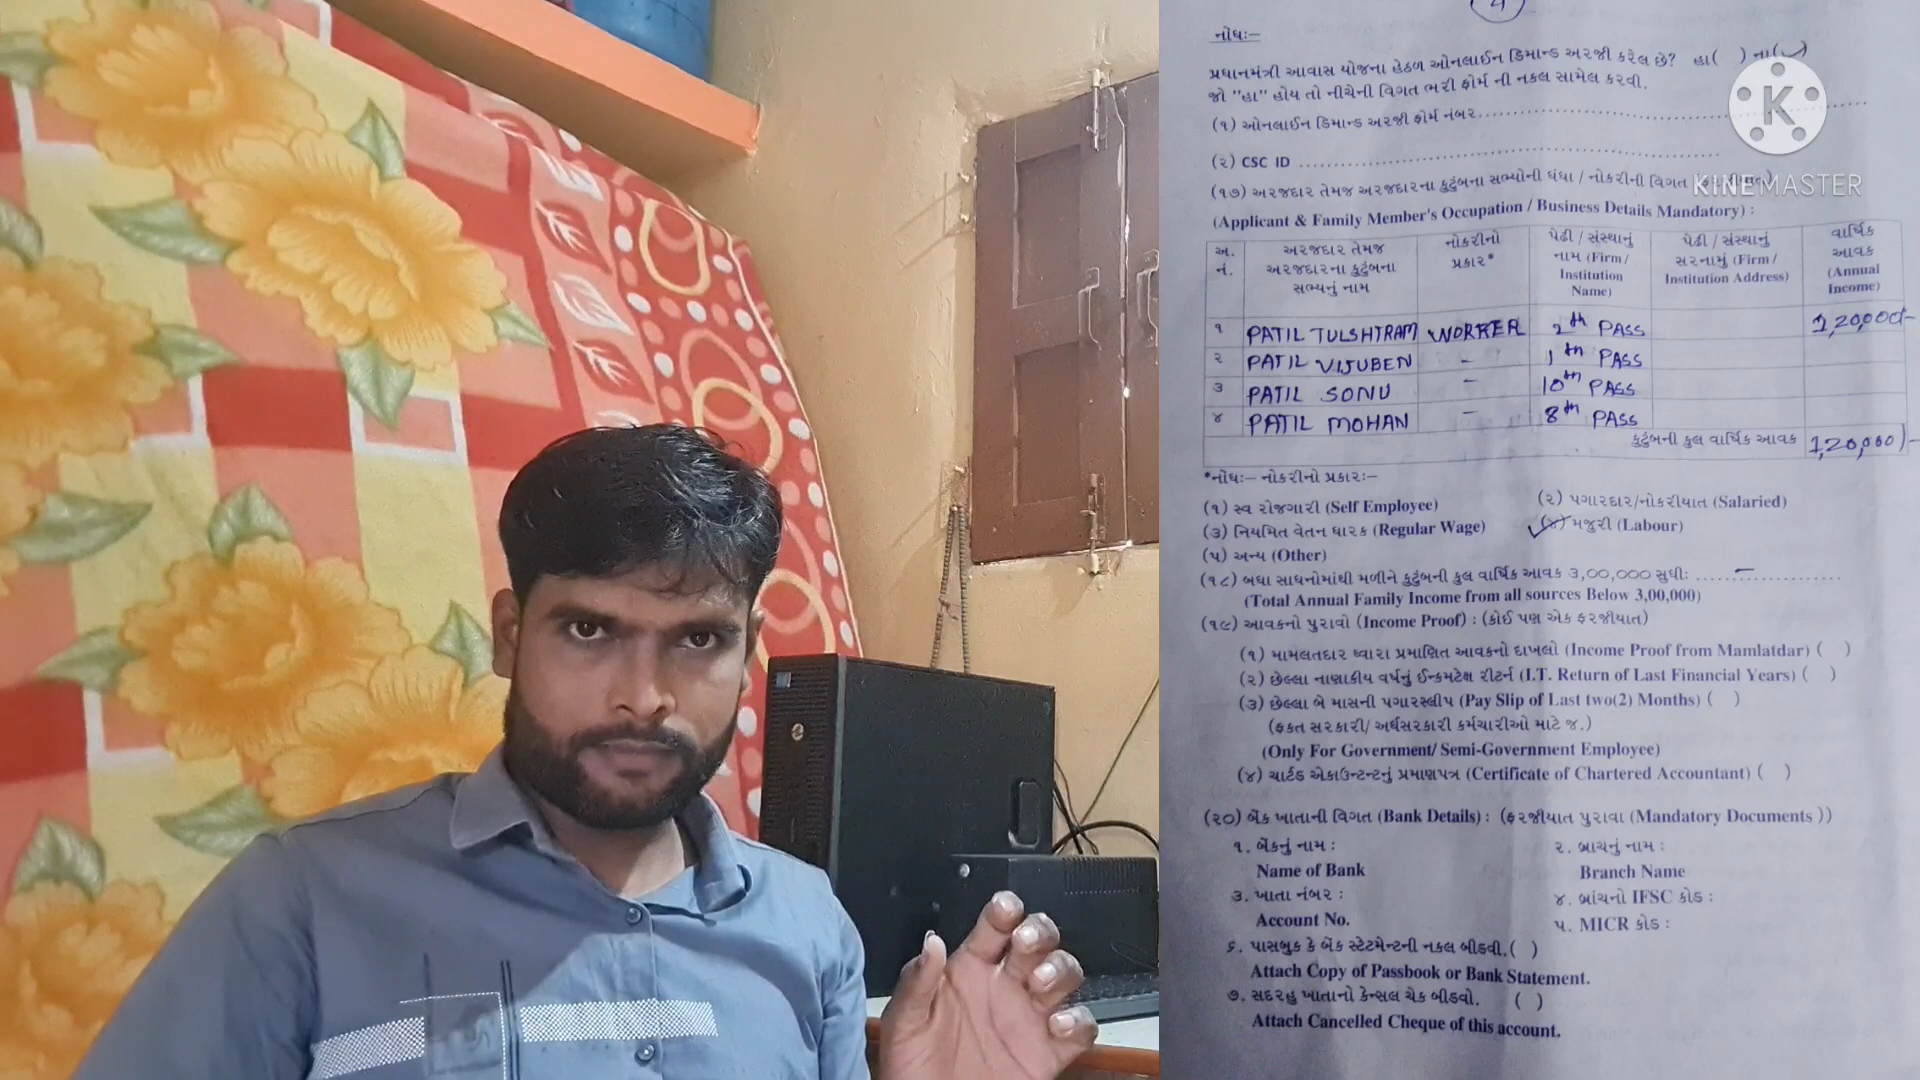 4
નોંધઃ—
પ્રધાનમંત્રી આવાસ યોજના હેઠળ ઓનલાઈન ડિમાન્ડ અરજી કરેલ છે? હા( ) ના(✓)
જો "હા" હોય તો નીચેની વિગત ભરી ફોર્મ ની નકલ સામેલ કરવી.
(૧) ઓનલાઈન ડિમાન્ડ અરજી ફોર્મ નંબર
(૨) CSC ID
(૧૭) અરજદાર તેમજ અરજદારના કુટુંબના સભ્યોની ધંધા / નોકરીની વિગત
KINEMASTER
(Applicant & Family Member's Occupation / Business Details Mandatory) :
અ. નં. અરજદાર તેમજ અરજદારના કુટુંબના સભ્યનું નામ નોકરીનો પ્રકાર* પેઢી / સંસ્થાનું નામ (Firm / Institution Name) પેઢી / સંસ્થાનું સરનામું (Firm / Institution Address) વાર્ષિક આવક (Annual Income)
૧ PATIL TULSHIRAM WORKER 2th PASS 1,20,000/-
૨ PATIL VIJUBEN - 1th PASS
૩ PATIL SONU - 10th PASS
૪ PATIL MOHAN - 8th PASS
કુટુંબની કુલ વાર્ષિક આવક 1,20,000/-
*નોંધઃ— નોકરીનો પ્રકારઃ—
(૧) સ્વ રોજગારી (Self Employee) (૨) પગારદાર/નોકરીયાત (Salaried)
(૩) નિયમિત વેતન ધારક (Regular Wage) (૪) મજુરી (Labour)
(૫) અન્ય (Other)
(૧૮) બધા સાધનોમાંથી મળીને કુટુંબની કુલ વાર્ષિક આવક ૩,૦૦,૦૦૦ સુધીઃ
(Total Annual Family Income from all sources Below 3,00,000)
(૧૯) આવકનો પુરાવો (Income Proof) : (કોઈ પણ એક ફરજીયાત)
(૧) મામલતદાર ધ્વારા પ્રમાણિત આવકનો દાખલો (Income Proof from Mamlatdar) ( )
(૨) છેલ્લા નાણાકીય વર્ષનું ઈન્કમટેક્ષ રીટર્ન (I.T. Return of Last Financial Years) ( )
(૩) છેલ્લા બે માસની પગારસ્લીપ (Pay Slip of Last two(2) Months) ( )
(ફકત સરકારી/ અર્ધસરકારી કર્મચારીઓ માટે જ.)
(Only For Government/ Semi-Government Employee)
(૪) ચાર્ટડ એકાઉન્ટન્ટનું પ્રમાણપત્ર (Certificate of Chartered Accountant) ( )
(૨૦) બેંક ખાતાની વિગત (Bank Details) : (ફરજીયાત પુરાવા (Mandatory Documents ))
૧. બેંકનું નામ : ૨. બ્રાચનું નામ :
Name of Bank Branch Name
૩. ખાતા નંબર : ૪. બ્રાંચનો IFSC કોડ :
Account No. ૫. MICR કોડ :
૬. પાસબુક કે બેંક સ્ટેટમેન્ટની નકલ બીડવી. ( )
Attach Copy of Passbook or Bank Statement.
૭. સદરહુ ખાતાનો કેન્સલ ચેક બીડવો. ( )
Attach Cancelled Cheque of this account.